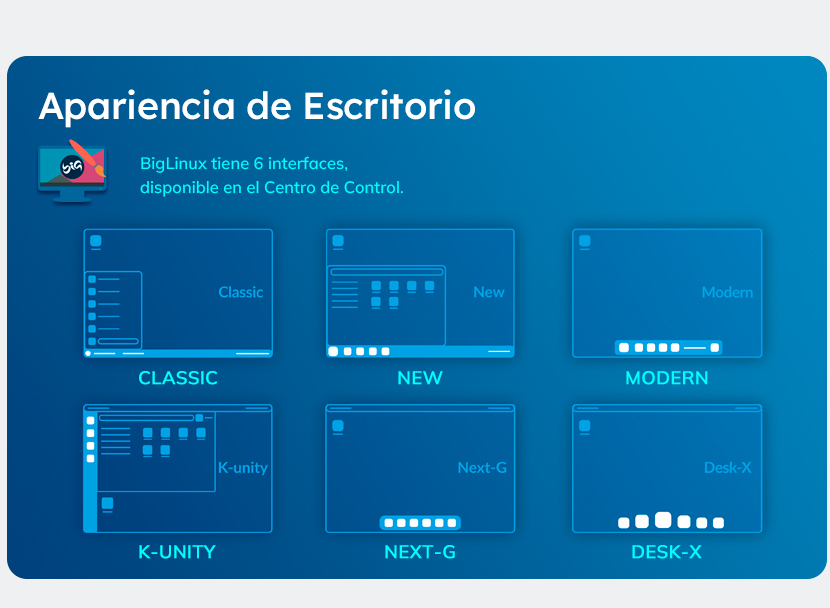 Apariencia de Escritorio
big
BigLinux tiene 6 interfaces,
disponible en el Centro de Control.
Classic
New
Modern
CLASSIC
NEW
MODERN
K-unity
Next-G
Desk-X
K-UNITY
NEXT-G
DESK-X